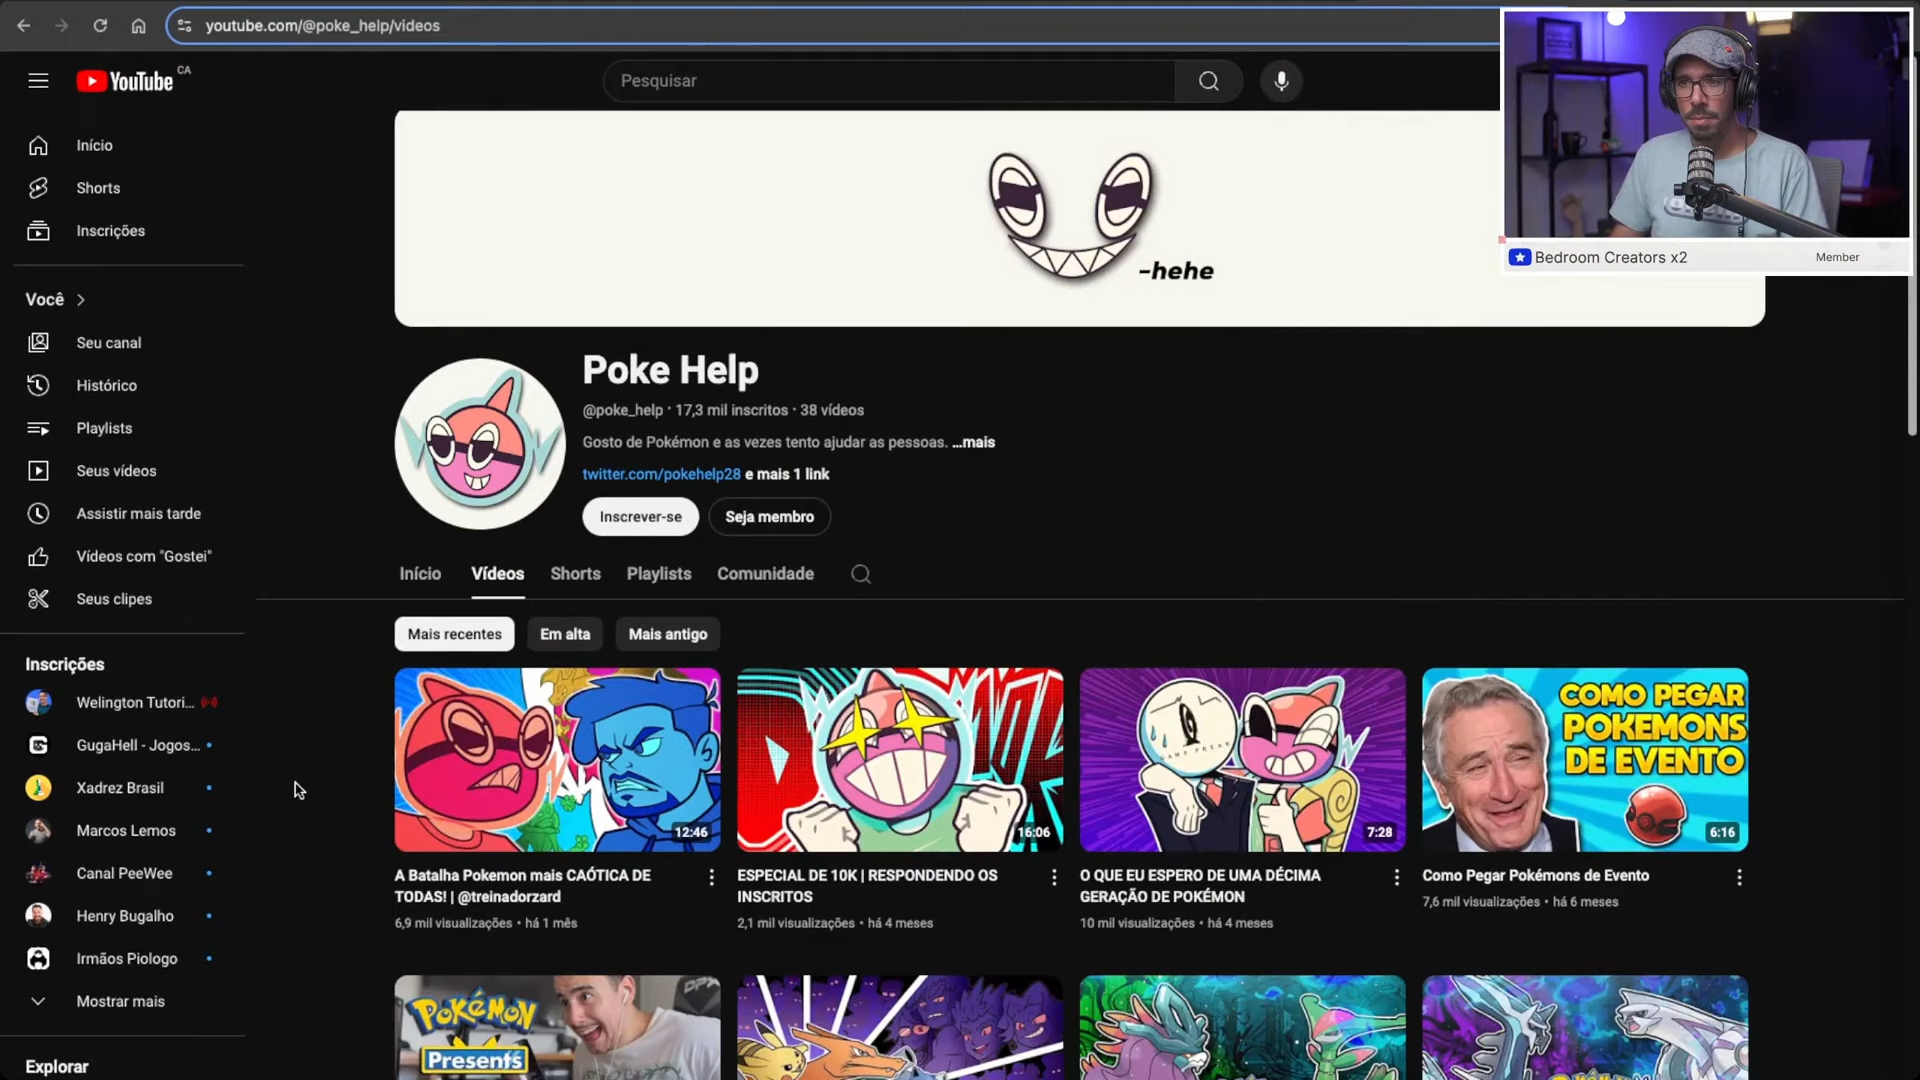 youtube.com/@poke_help/videos
YouTube CA
Pesquisar
Bedroom Creators x2
Member
Início
Shorts
Inscrições
Você
Seu canal
Histórico
Playlists
Seus vídeos
Assistir mais tarde
Vídeos com "Gostei"
Seus clipes
Inscrições
Welington Tutori...
GugaHell - Jogos...
Xadrez Brasil
Marcos Lemos
Canal PeeWee
Henry Bugalho
Irmãos Piologo
Mostrar mais
Explorar
-hehe
Poke Help
@poke_help · 17,3 mil inscritos · 38 vídeos
Gosto de Pokémon e as vezes tento ajudar as pessoas. ...mais
twitter.com/pokehelp28 e mais 1 link
Inscrever-se
Seja membro
Início
Vídeos
Shorts
Playlists
Comunidade
Mais recentes
Em alta
Mais antigo
12:46
A Batalha Pokemon mais CAÓTICA DE
TODAS! | @treinadorzard
6,9 mil visualizações · há 1 mês
16:06
ESPECIAL DE 10K | RESPONDENDO OS
INSCRITOS
2,1 mil visualizações · há 4 meses
GAME FREAK
7:28
O QUE EU ESPERO DE UMA DÉCIMA
GERAÇÃO DE POKÉMON
10 mil visualizações · há 4 meses
COMO PEGAR
POKEMONS
DE EVENTO
6:16
Como Pegar Pokémons de Evento
7,6 mil visualizações · há 6 meses
POKéMON
Presents